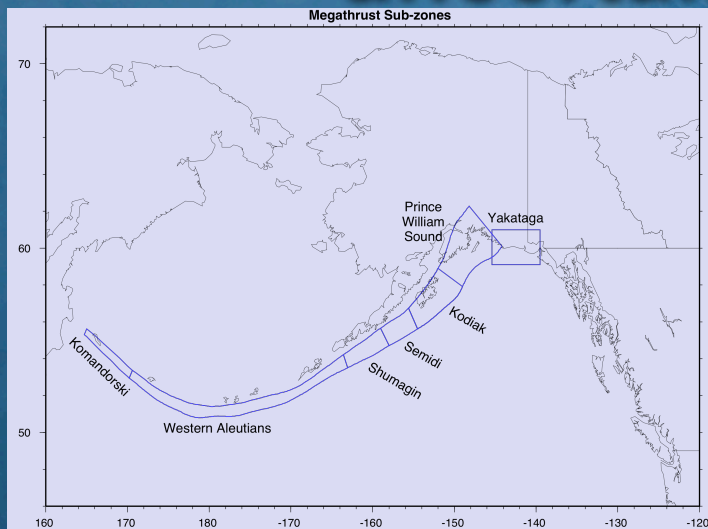 Megathrust Sub-zones
70
60
50
Prince
William
Sound
Yakataga
Kodiak
Semidi
Shumagin
Komandorski
Western Aleutians
160
170
180
-170
-160
-150
-140
-130
-120